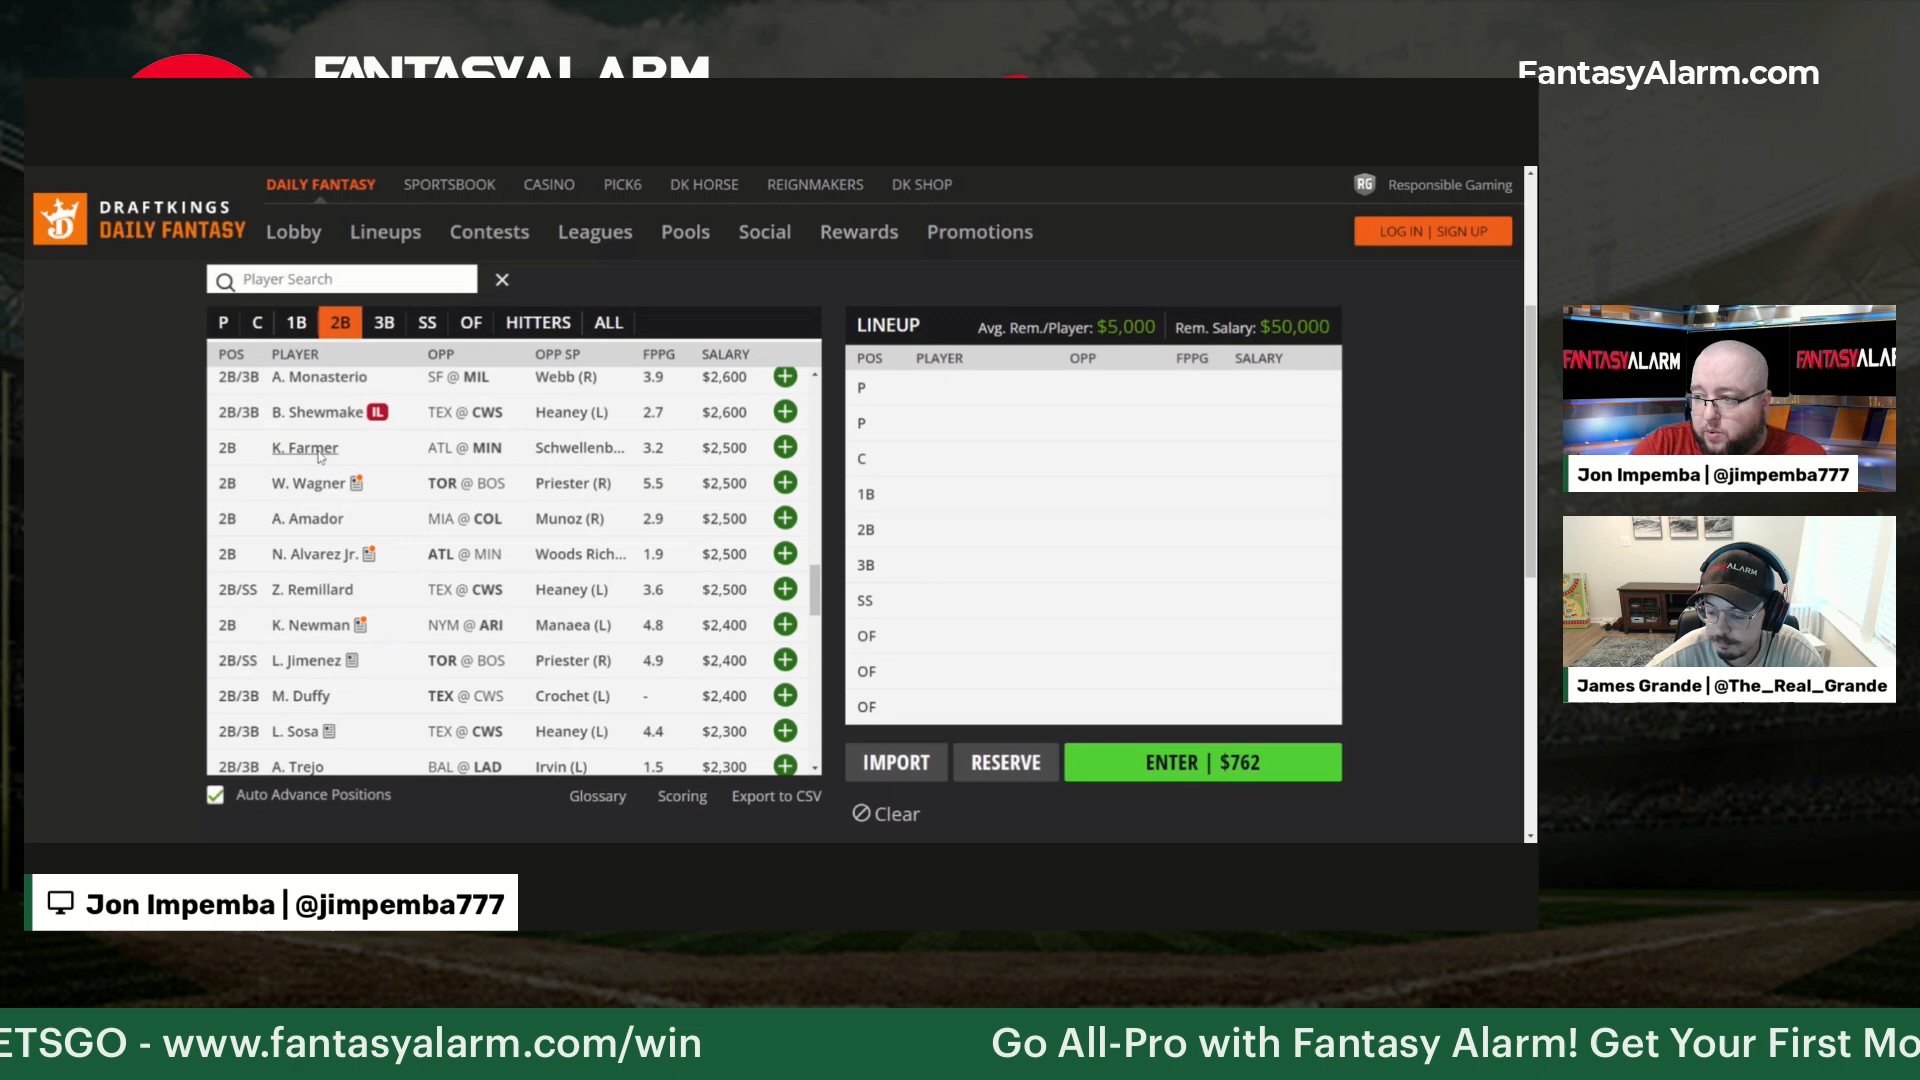 FANTASYALARM
FantasyAlarm.com
DAILY FANTASY SPORTSBOOK CASINO PICK6 DK HORSE REIGNMAKERS DK SHOP
RG Responsible Gaming
DRAFTKINGS
DAILY FANTASY
Lobby Lineups Contests Leagues Pools Social Rewards Promotions
LOG IN | SIGN UP
Player Search
P C 1B 2B 3B SS OF HITTERS ALL
POS PLAYER OPP OPP SP FPPG SALARY
2B/3B A. Monasterio SF @ MIL Webb (R) 3.9 $2,600
2B/3B B. Shewmake IL TEX @ CWS Heaney (L) 2.7 $2,600
2B K. Farmer ATL @ MIN Schwellenb... 3.2 $2,500
2B W. Wagner TOR @ BOS Priester (R) 5.5 $2,500
2B A. Amador MIA @ COL Munoz (R) 2.9 $2,500
2B N. Alvarez Jr. ATL @ MIN Woods Rich... 1.9 $2,500
2B/SS Z. Remillard TEX @ CWS Heaney (L) 3.6 $2,500
2B K. Newman NYM @ ARI Manaea (L) 4.8 $2,400
2B/SS L. Jimenez TOR @ BOS Priester (R) 4.9 $2,400
2B/3B M. Duffy TEX @ CWS Crochet (L) - $2,400
2B/3B L. Sosa TEX @ CWS Heaney (L) 4.4 $2,300
2B/3B A. Trejo BAL @ LAD Irvin (L) 1.5 $2,300
Auto Advance Positions
Glossary Scoring Export to CSV
LINEUP Avg. Rem./Player: $5,000 Rem. Salary: $50,000
POS PLAYER OPP FPPG SALARY
P
P
C
1B
2B
3B
SS
OF
OF
OF
IMPORT RESERVE ENTER | $762
Clear
FANTASYALARM FANTASYALA
Jon Impemba | @jimpemba777
ALARM
James Grande | @The_Real_Grande
Jon Impemba | @jimpemba777
ETSGO - www.fantasyalarm.com/win Go All-Pro with Fantasy Alarm! Get Your First Mo